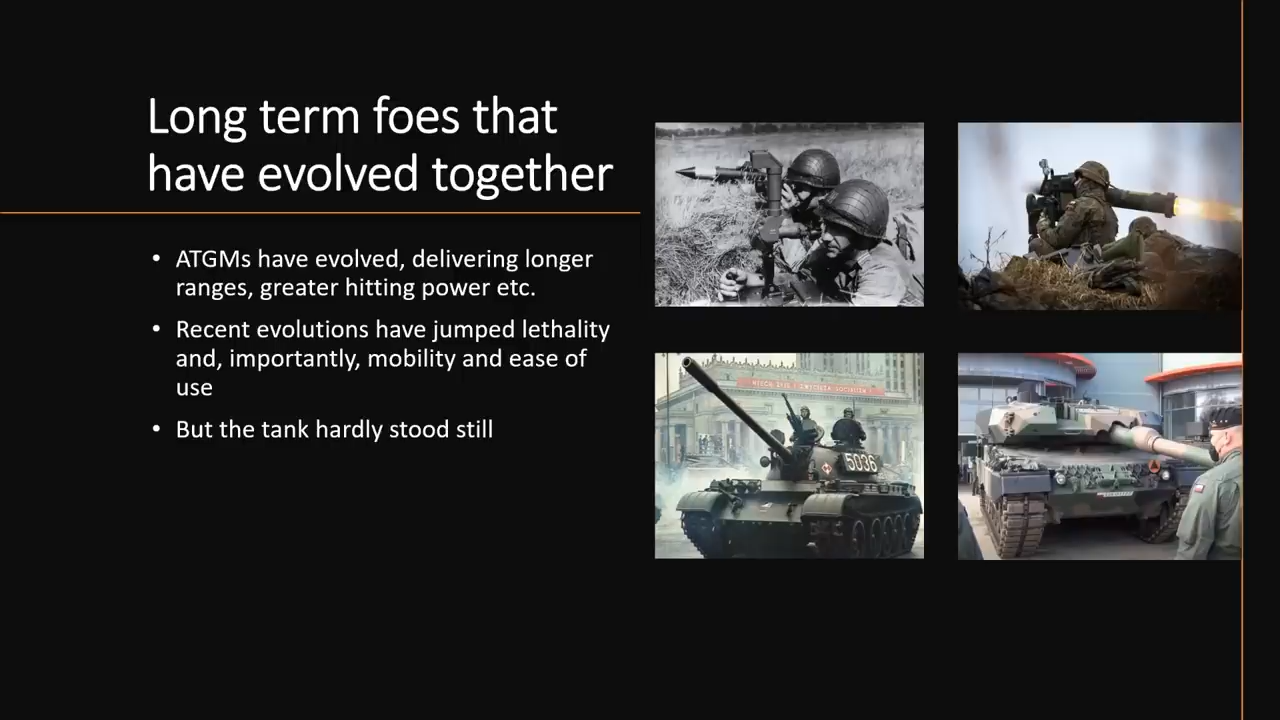 Long term foes that
have evolved together
• ATGMs have evolved, delivering longer
ranges, greater hitting power etc.
• Recent evolutions have jumped lethality
and, importantly, mobility and ease of
use
• But the tank hardly stood still
5036